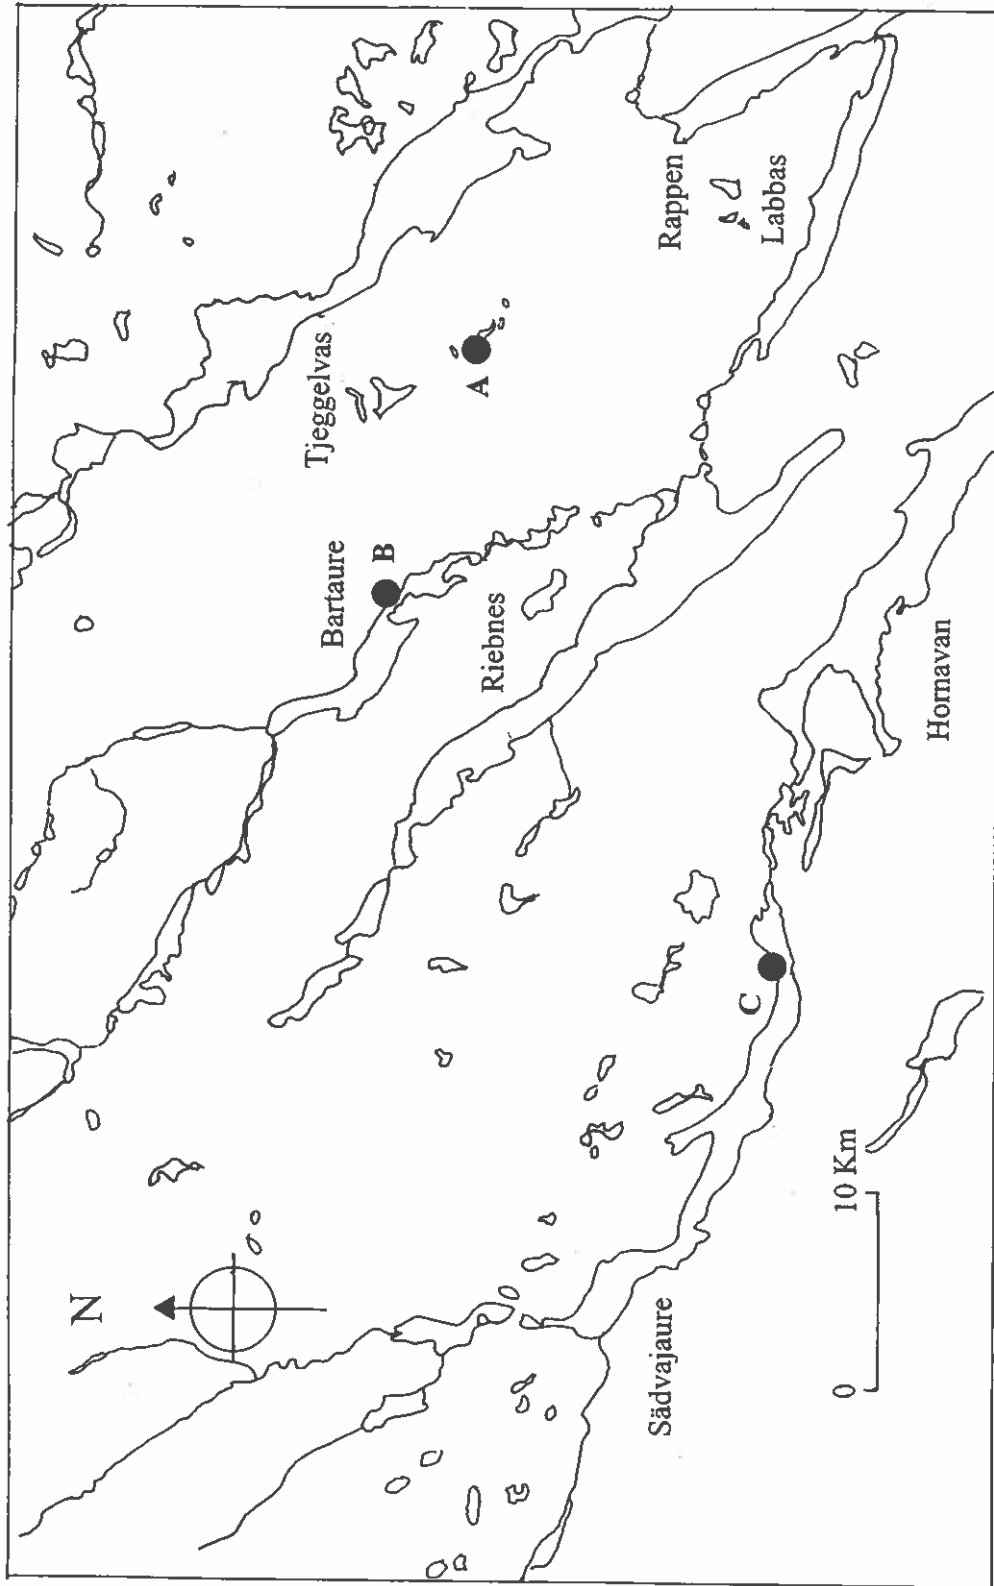 N
Tjeggelvas
Bartaure
B
A
Rappen
Labbas
Riebnes
C
Hornavan
Sädvajaure
0 10 Km